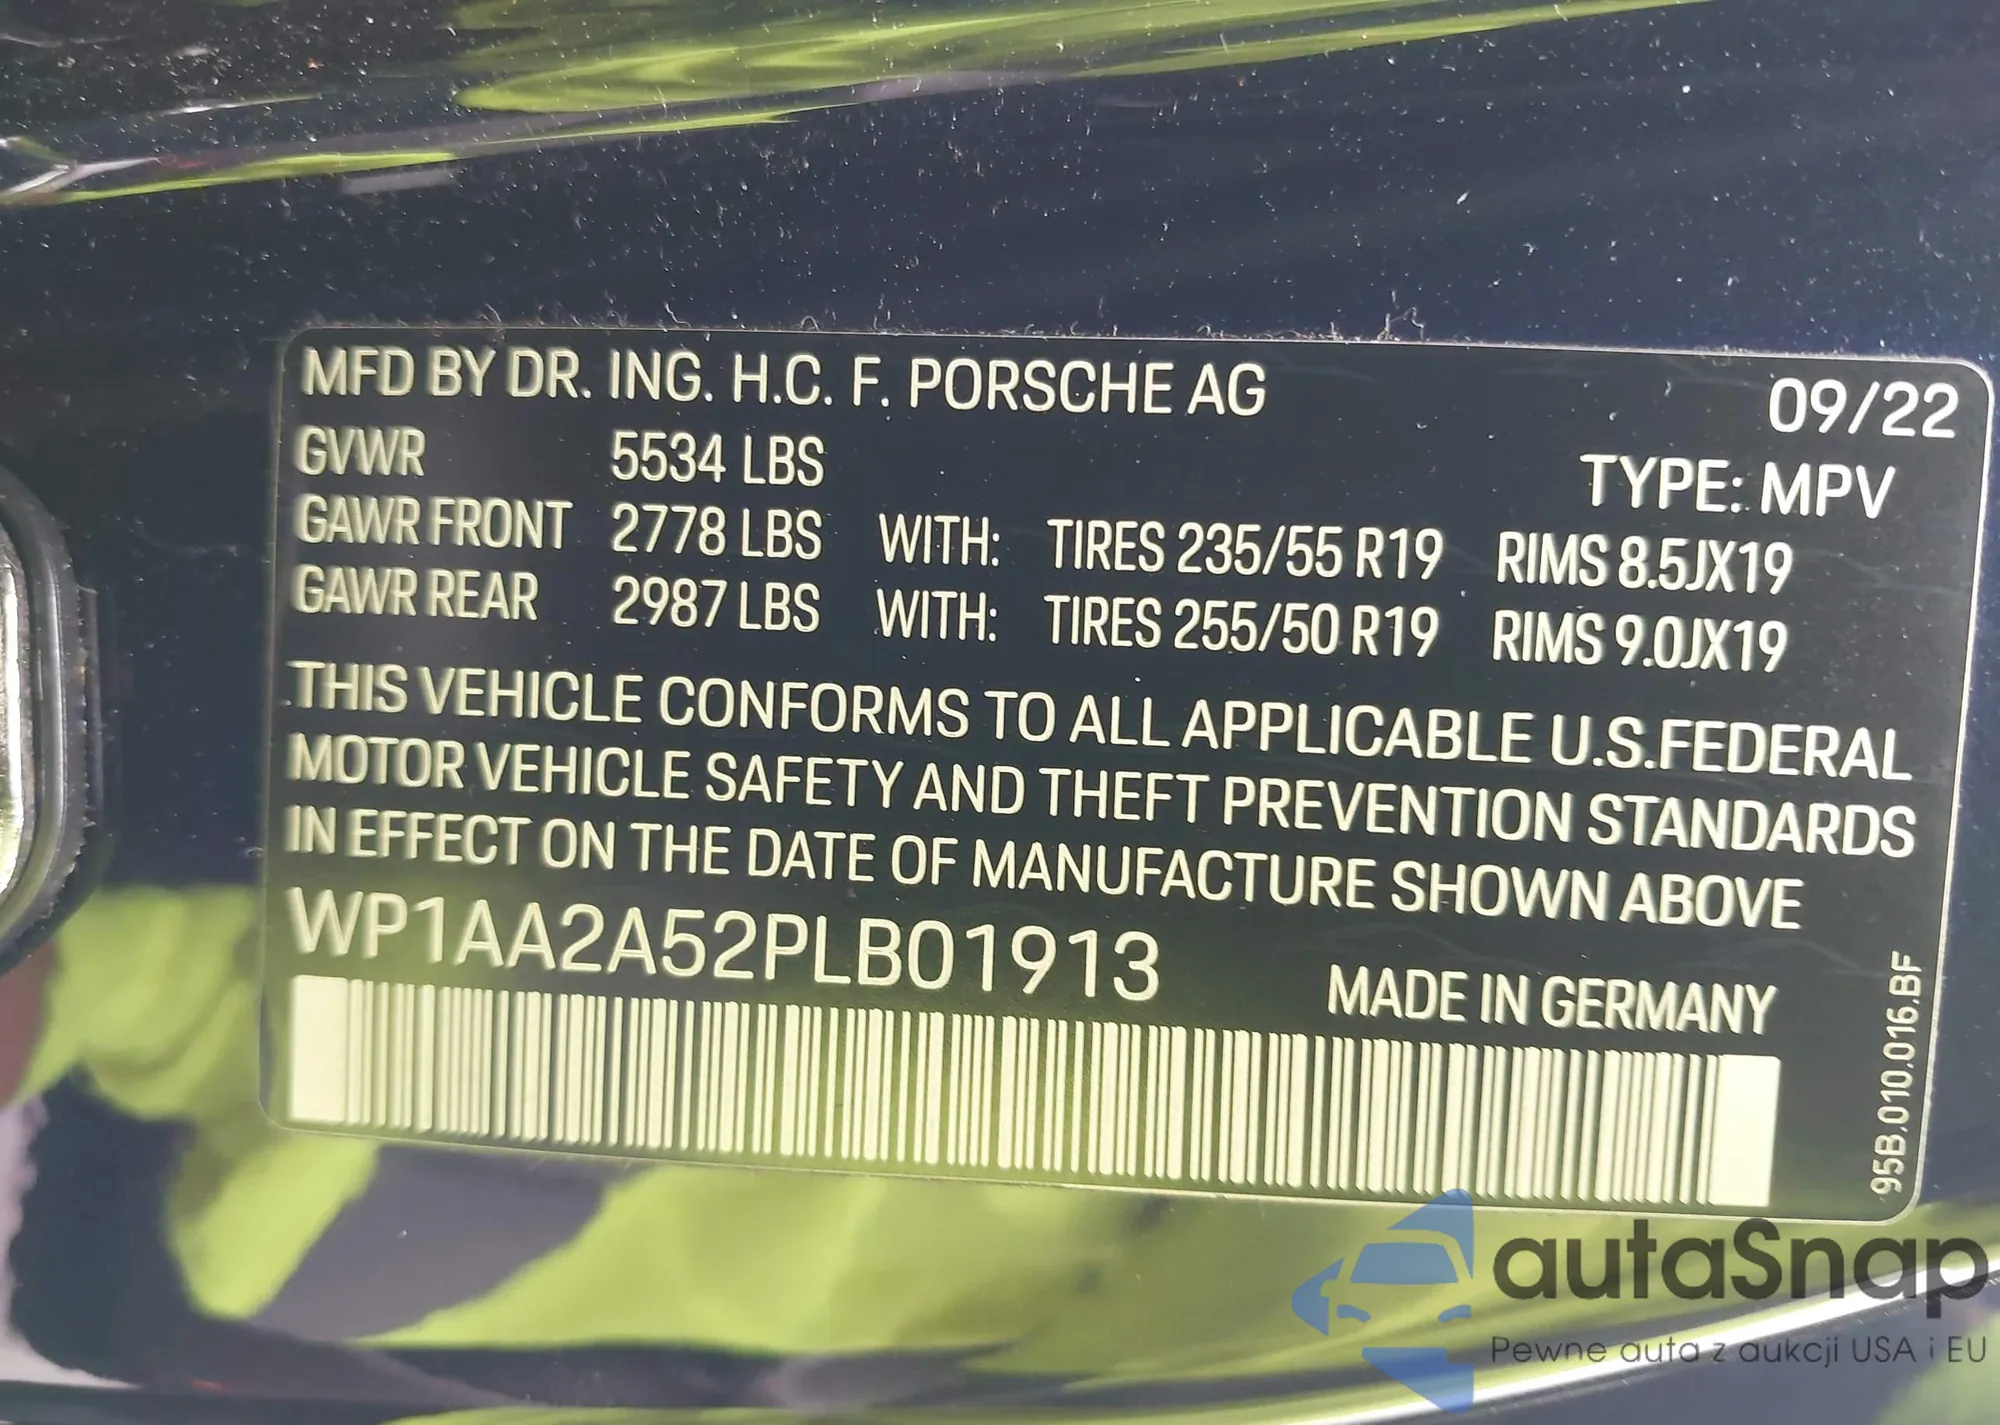 MFD BY DR. ING. H.C. F. PORSCHE AG 09/22
GVWR 5534 LBS TYPE: MPV
GAWR FRONT 2778 LBS WITH: TIRES 235/55 R19 RIMS 8.5JX19
GAWR REAR 2987 LBS WITH: TIRES 255/50 R19 RIMS 9.0JX19
THIS VEHICLE CONFORMS TO ALL APPLICABLE U.S.FEDERAL
MOTOR VEHICLE SAFETY AND THEFT PREVENTION STANDARDS
IN EFFECT ON THE DATE OF MANUFACTURE SHOWN ABOVE
WP1AA2A52PLB01913
MADE IN GERMANY
95B.010.016.BF
autaSnap
Pewne auta z aukcji USA i EU